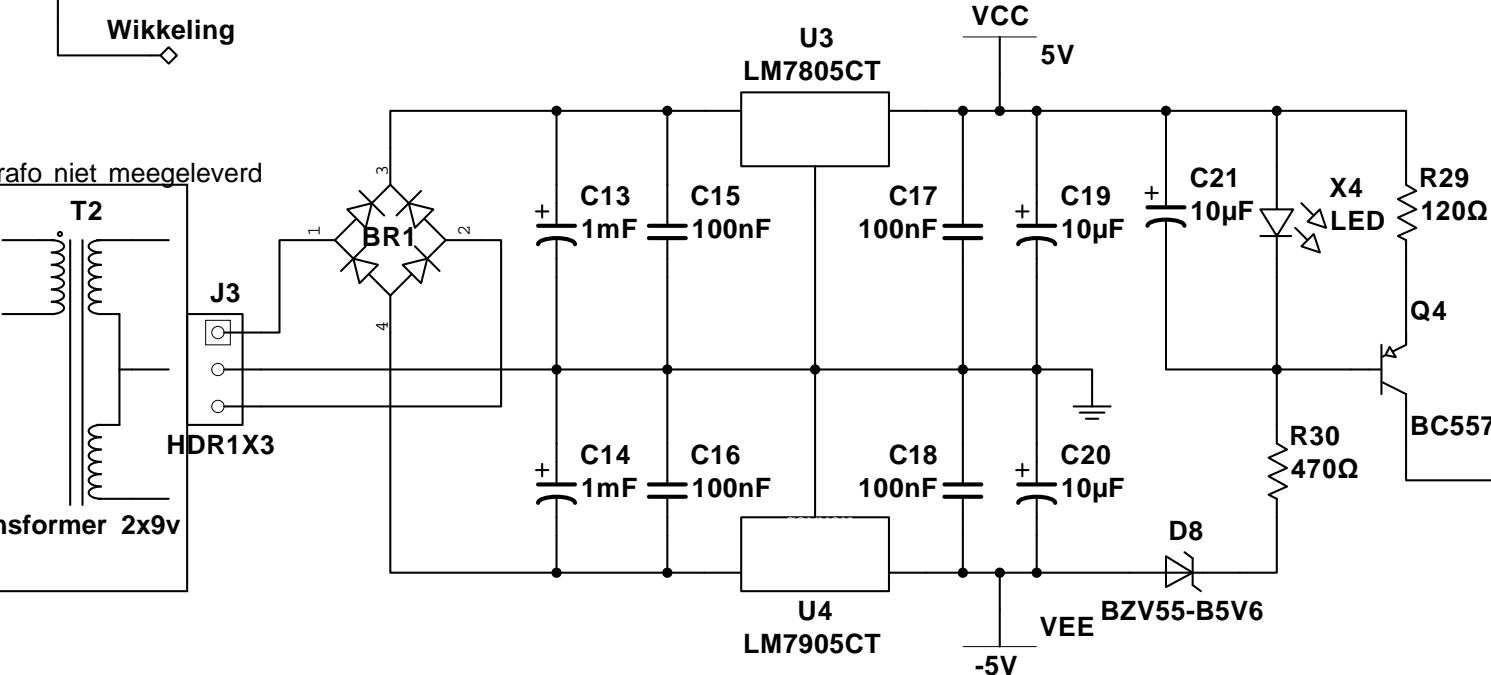 Wikkeling
VCC
5V
U3
LM7805CT
rafo niet meegeleverd
T2
J3
HDR1X3
nsformer 2x9v
3
1
BR1
2
4
C13
1mF
C15
100nF
C17
100nF
C19
10µF
C21
10µF
X4
LED
R29
120Ω
Q4
BC557
C14
1mF
C16
100nF
C18
100nF
C20
10µF
R30
470Ω
D8
BZV55-B5V6
U4
LM7905CT
VEE
-5V